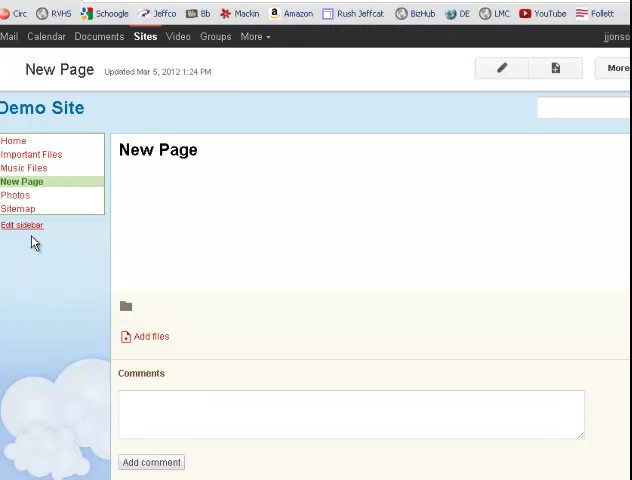 Circ RVHS Schoogle Jeffco Bb Mackin Amazon Rush Jeffcat BizHub DE LMC YouTube Follett
Mail Calendar Documents Sites Video Groups More jjonso
New Page Updated Mar 5, 2012 1:24 PM More
Demo Site
Home
Important Files
Music Files
New Page
Photos
Sitemap
Edit sidebar
New Page
Add files
Comments
Add comment